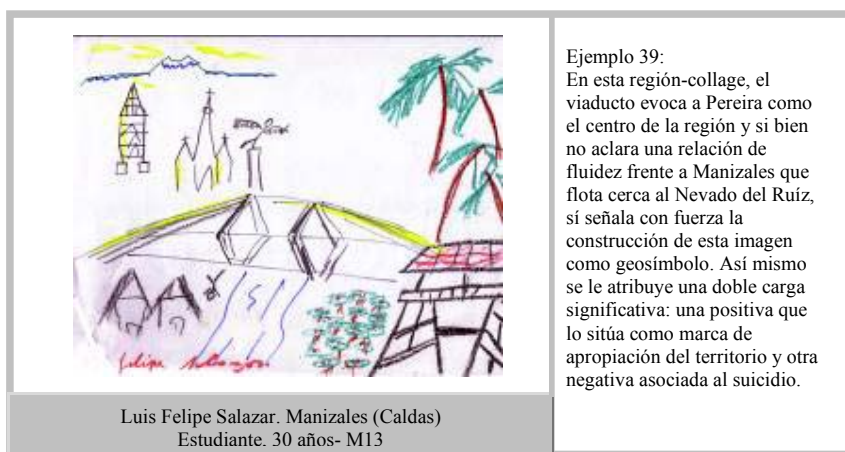 Ejemplo 39:
En esta región-collage, el
viaducto evoca a Pereira como
el centro de la región y si bien
no aclara una relación de
fluidez frente a Manizales que
flota cerca al Nevado del Ruíz,
sí señala con fuerza la
construcción de esta imagen
como geosímbolo. Así mismo
se le atribuye una doble carga
significativa: una positiva que
lo sitúa como marca de
apropiación del territorio y otra
negativa asociada al suicidio.
felipe
Luis Felipe Salazar. Manizales (Caldas)
Estudiante. 30 años- M13